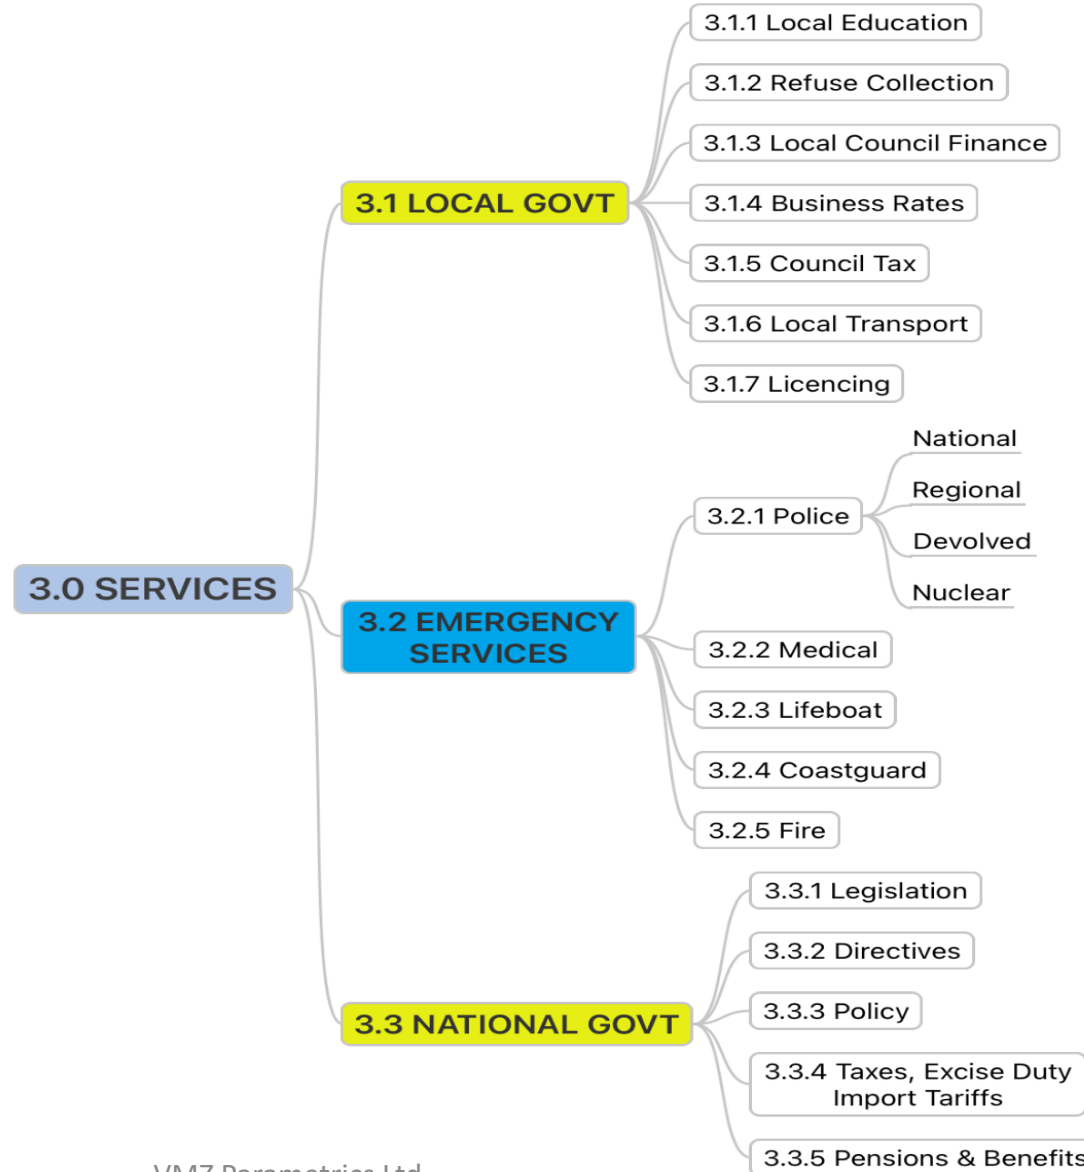 3.0 SERVICES
3.1 LOCAL GOVT
3.1.1 Local Education
3.1.2 Refuse Collection
3.1.3 Local Council Finance
3.1.4 Business Rates
3.1.5 Council Tax
3.1.6 Local Transport
3.1.7 Licencing
3.2 EMERGENCY
SERVICES
3.2.1 Police
National
Regional
Devolved
Nuclear
3.2.2 Medical
3.2.3 Lifeboat
3.2.4 Coastguard
3.2.5 Fire
3.3 NATIONAL GOVT
3.3.1 Legislation
3.3.2 Directives
3.3.3 Policy
3.3.4 Taxes, Excise Duty
Import Tariffs
3.3.5 Pensions & Benefits
Parametrics Ltd